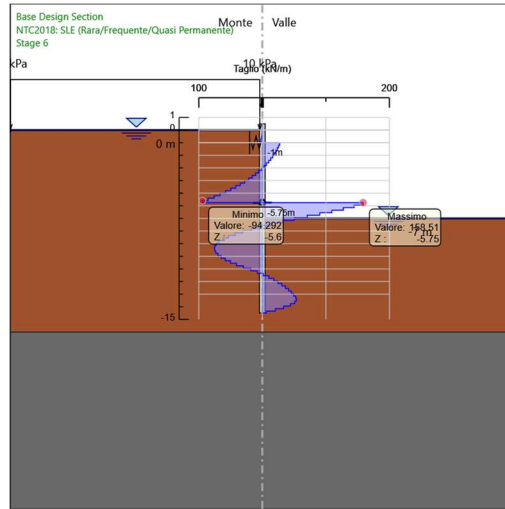 Base Design Section
NTC2018: SLE (Rara/Frequente/Quasi Permanente)
Stage 6
Monte Valle
kPa
10 kPa
Taglio (kN/m)
100
200
1
0
0 m
-1m
-5.75m
Minimo
Valore: -94.292
Z : -5.6
Massimo
Valore: 158.51
Z : -5.75
-7 m
-15